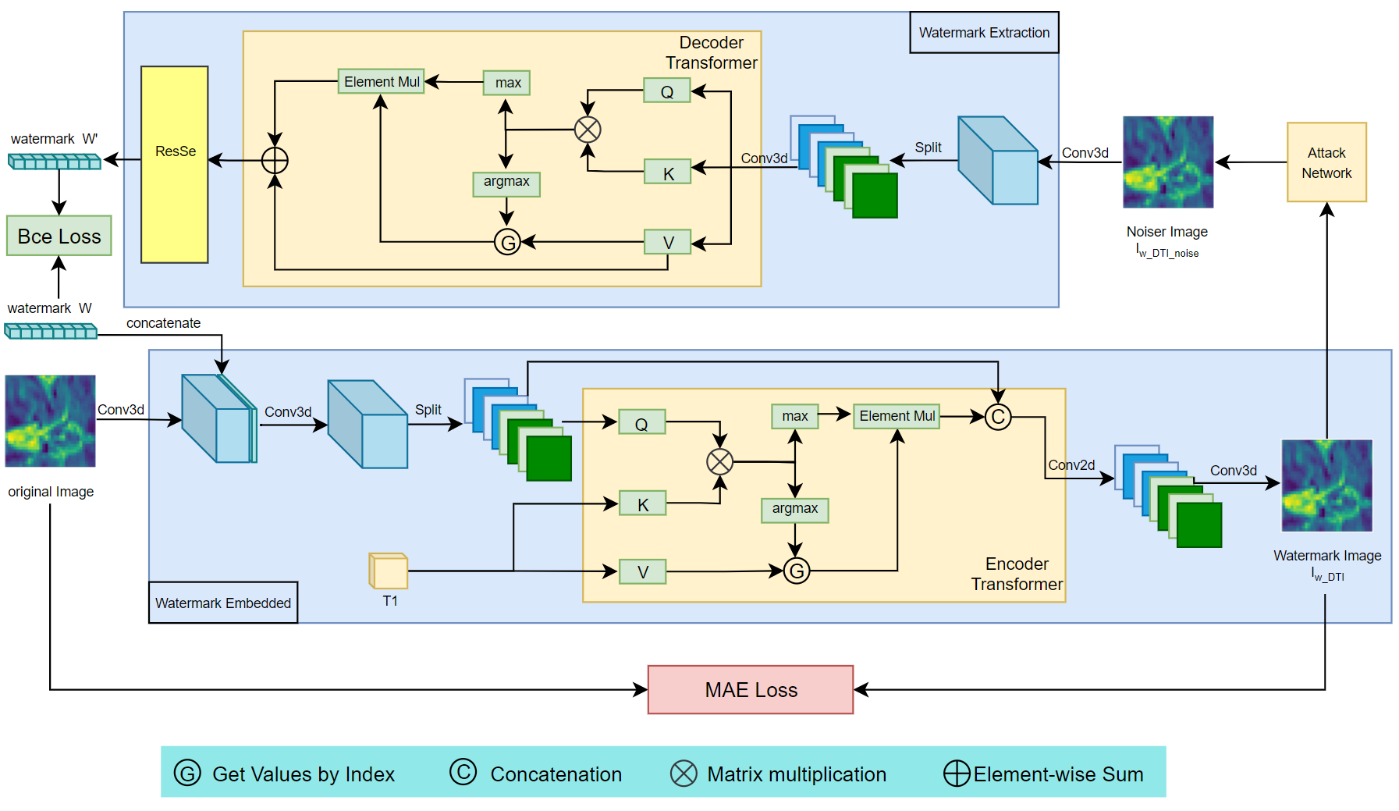 Watermark Extraction
Decoder
Transformer
Element Mul
max
Q
watermark W'
ResSe
Conv3d
Split
Conv3d
Attack
Network
K
argmax
Bce Loss
G
V
Noiser Image
I_w_DTI_noise
watermark W
concatenate
Conv3d
Conv3d
Split
Q
max
Element Mul
C
Conv2d
Conv3d
original Image
K
argmax
Watermark Image
I_w_DTI
V
G
Encoder
Transformer
T1
Watermark Embedded
MAE Loss
G Get Values by Index
C Concatenation
Matrix multiplication
Element-wise Sum